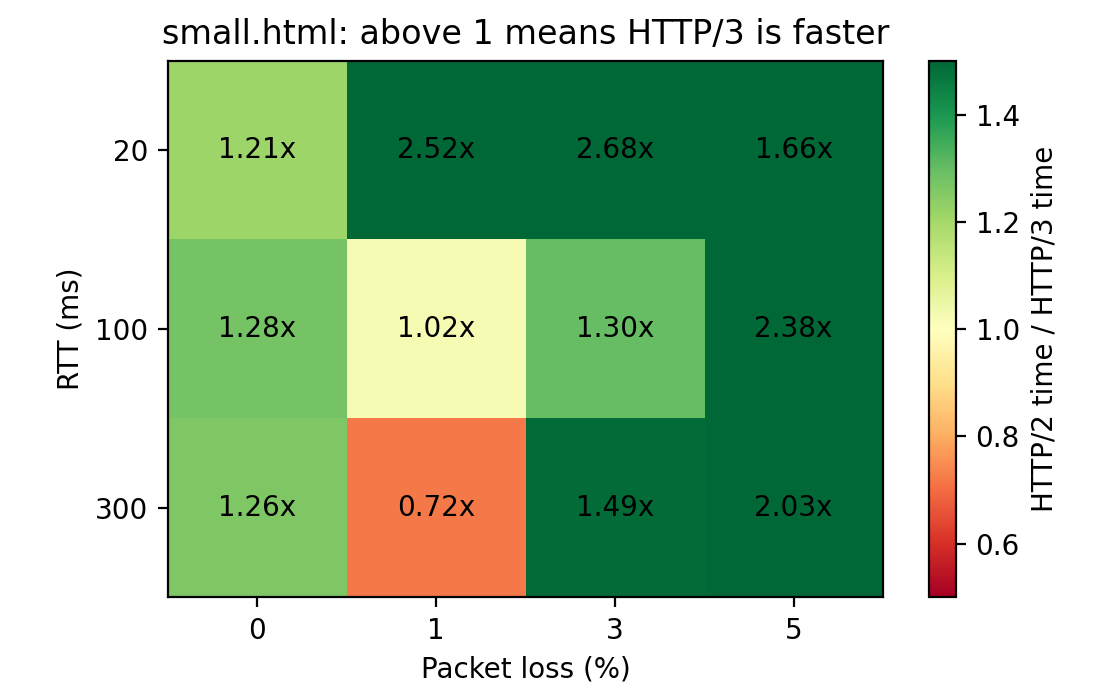 small.html: above 1 means HTTP/3 is faster
20
1.21x 2.52x 2.68x 1.66x
100
1.28x 1.02x 1.30x 2.38x
300
1.26x 0.72x 1.49x 2.03x
RTT (ms)
0 1 3 5
Packet loss (%)
1.4
1.2
1.0
0.8
0.6
HTTP/2 time / HTTP/3 time